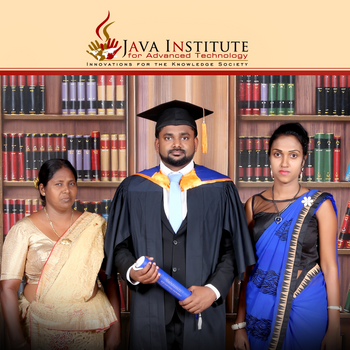 JAVA INSTITUTE
for Advanced Technology
INNOVATIONS FOR THE KNOWLEDGE SOCIETY